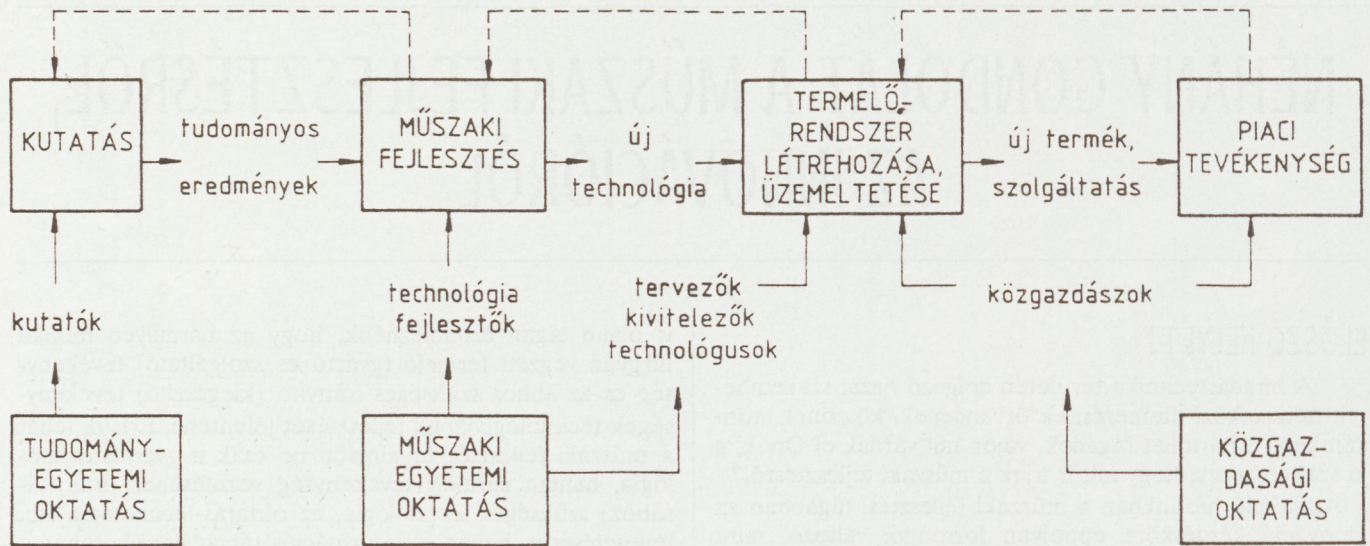 KUTATÁS
tudományos
eredmények
MŰSZAKI
FEJLESZTÉS
új
technológia
TERMELŐ-
RENDSZER
LÉTREHOZÁSA,
ÜZEMELTETÉSE
új termék,
szolgáltatás
PIACI
TEVÉKENYSÉG
kutatók
technológia
fejlesztők
tervezők
kivitelezők
technológusok
közgazdászok
TUDOMÁNY-
EGYETEMI
OKTATÁS
MŰSZAKI
EGYETEMI
OKTATÁS
KÖZGAZ-
DASÁGI
OKTATÁS